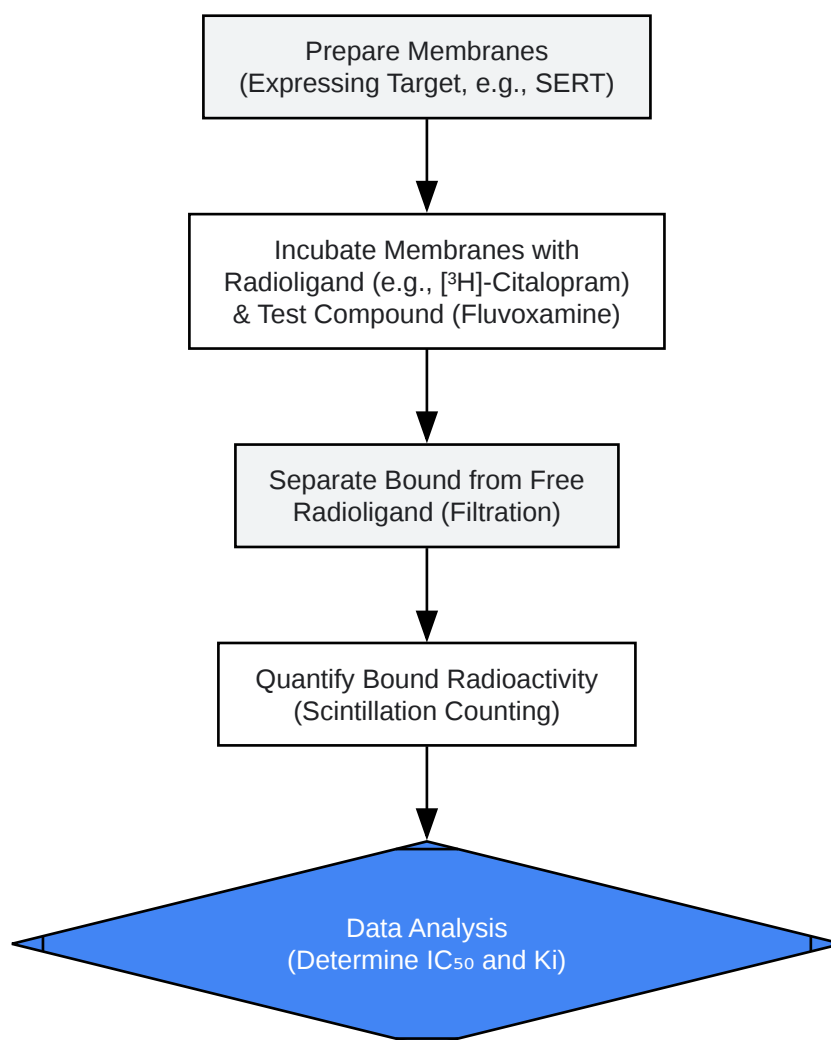 Prepare Membranes
(Expressing Target, e.g., SERT)
Incubate Membranes with
Radioligand (e.g., [³H]-Citalopram)
& Test Compound (Fluvoxamine)
Separate Bound from Free
Radioligand (Filtration)
Quantify Bound Radioactivity
(Scintillation Counting)
Data Analysis
(Determine IC₅₀ and Ki)